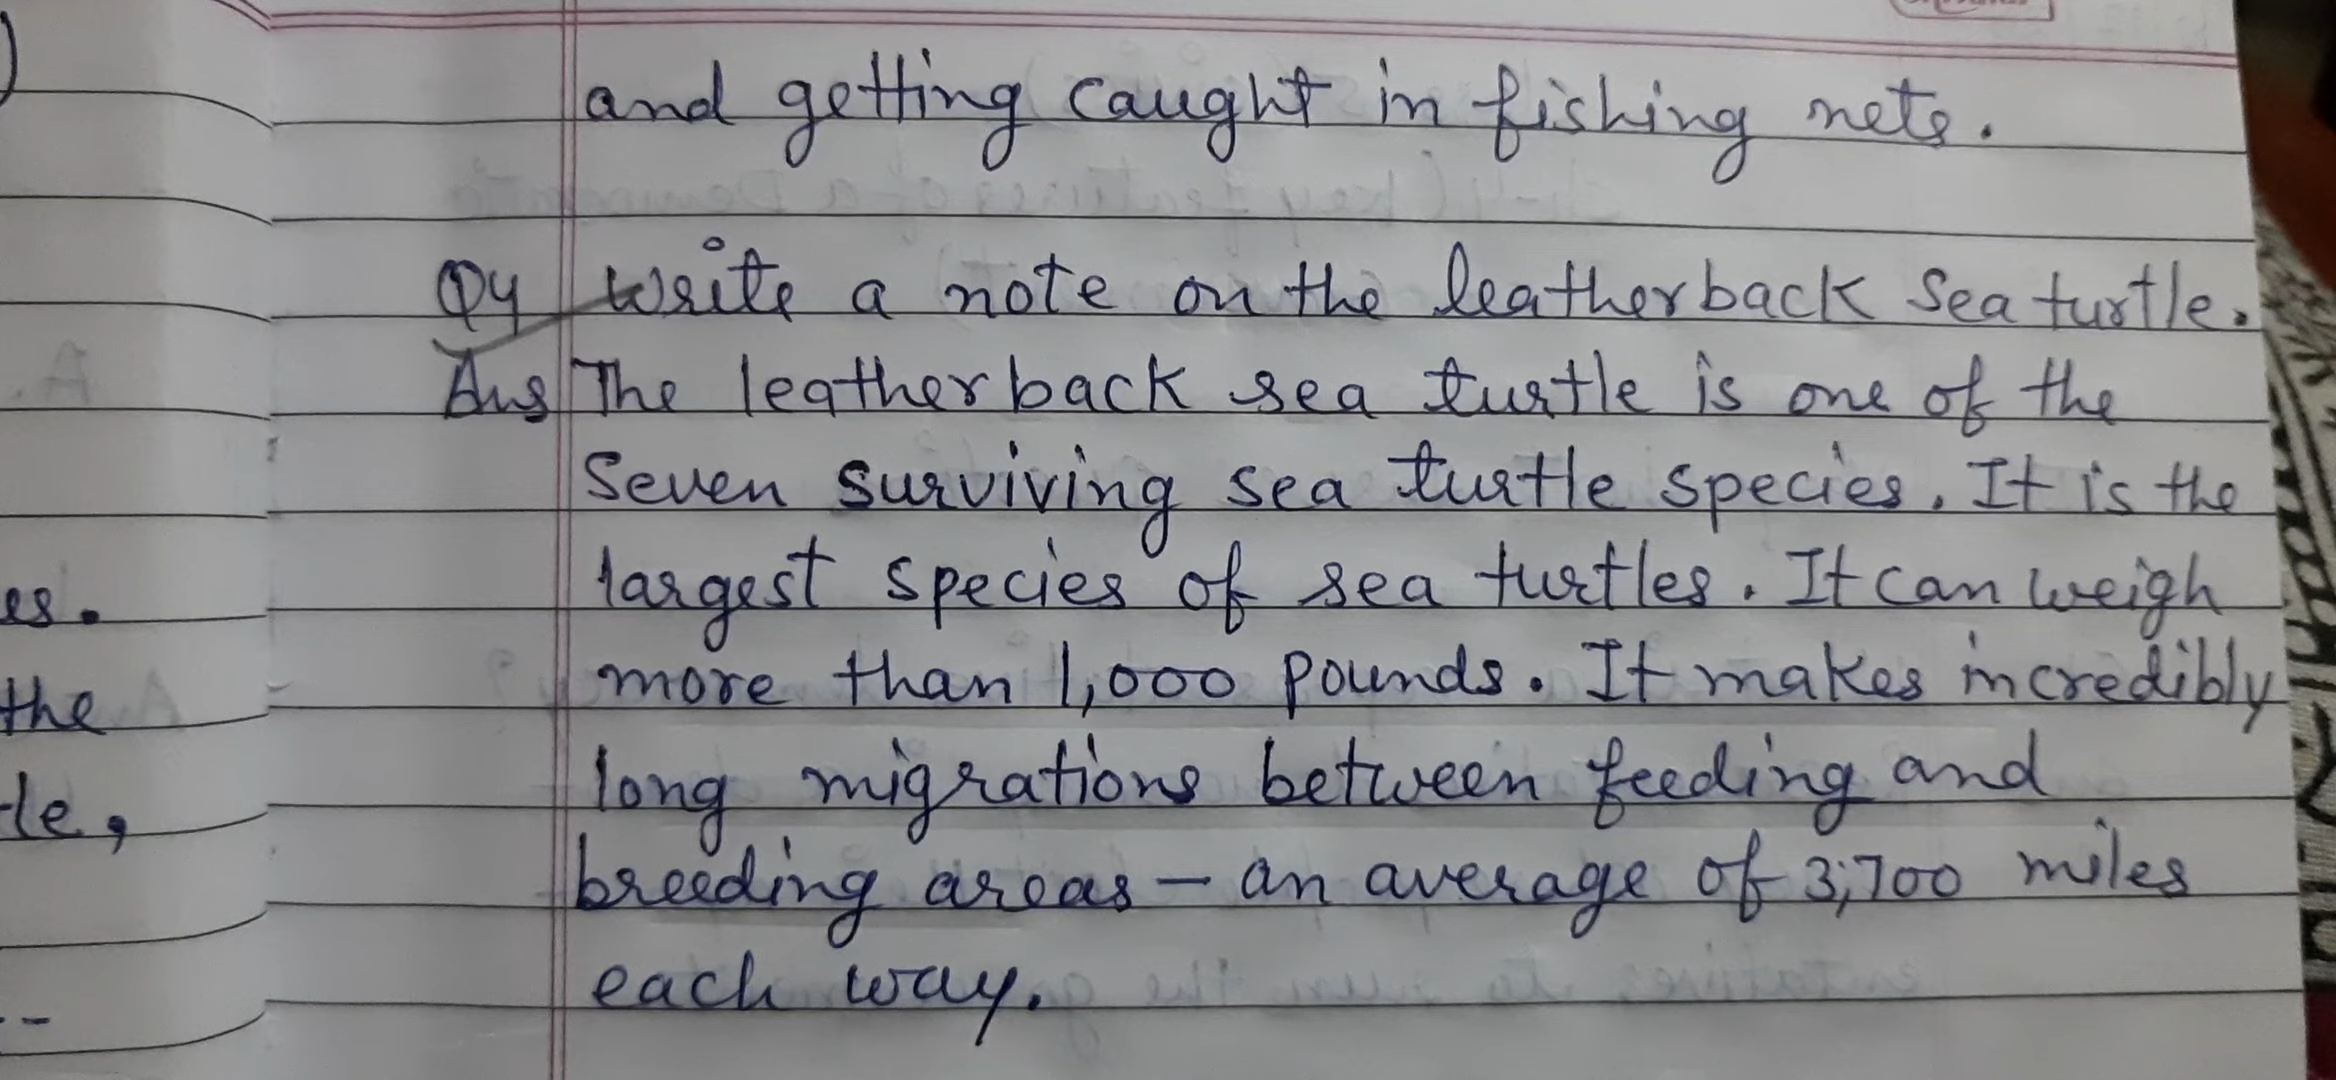 and getting caught in fishing nets.
Q4 Write a note on the leatherback sea turtle.
Ans The leatherback sea turtle is one of the
seven surviving sea turtle species. It is the
largest species of sea turtles. It can weigh
es.
more than 1,000 pounds. It makes incredibly
the
long migrations between feeding and
le,
breeding areas - an average of 3,700 miles
each way.